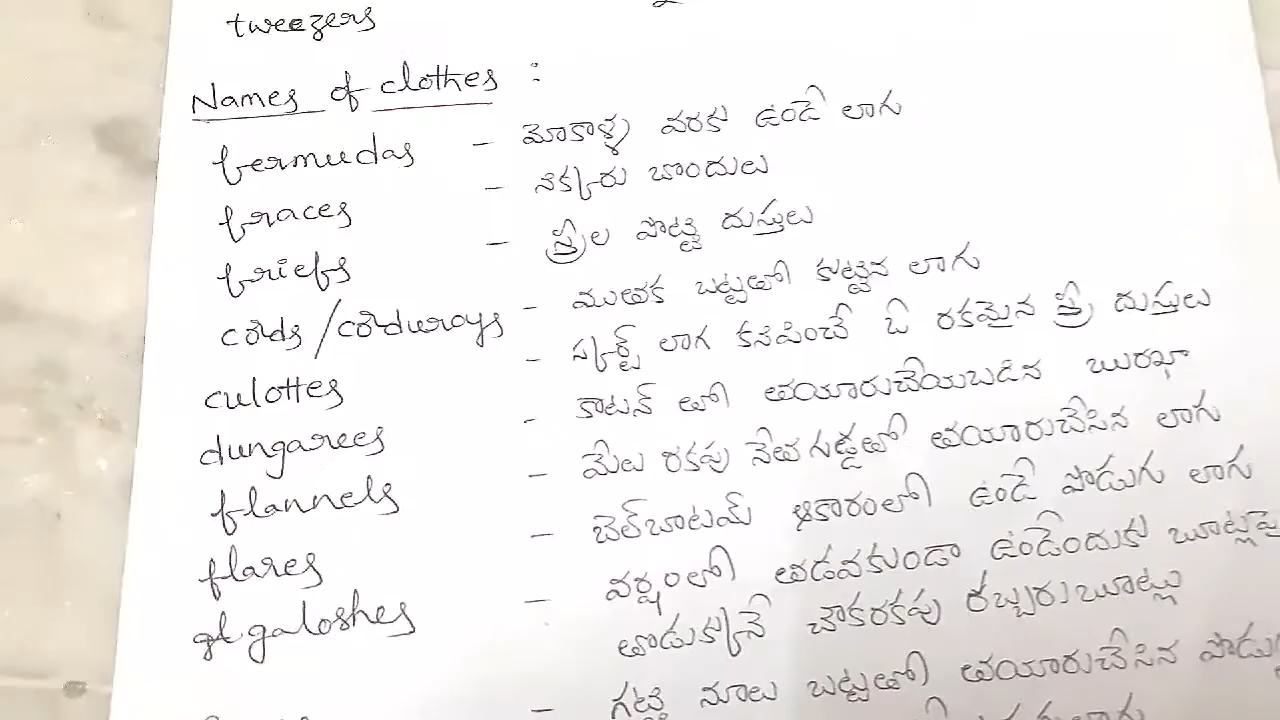 tweezers
Names of clothes :
bermudas - మోకాళ్ళ వరకు ఉండే లాగు
braces - నిక్కరు బొందులు
briefs - స్త్రీల పొట్టి దుస్తులు
cords/corduroys - ముతక బట్టతో కుట్టిన లాగు
culottes - స్కర్ట్ లాగ కనిపించే ఓ రకమైన స్త్రీ దుస్తులు
dungarees - కాటన్ తో తయారుచేయబడిన బురఖా
flannels - మేలు రకపు నేత గుడ్డతో తయారుచేసిన లాగు
flares - బెల్‌బాటమ్ ఆకారంలో ఉండే పొడుగు లాగు
galoshes - వర్షంలో తడవకుండా ఉండేందుకు బూట్లపై
తొడుక్కునే చౌకరకపు రబ్బరు బూట్లు
- గట్టి నూలు బట్టతో తయారుచేసిన